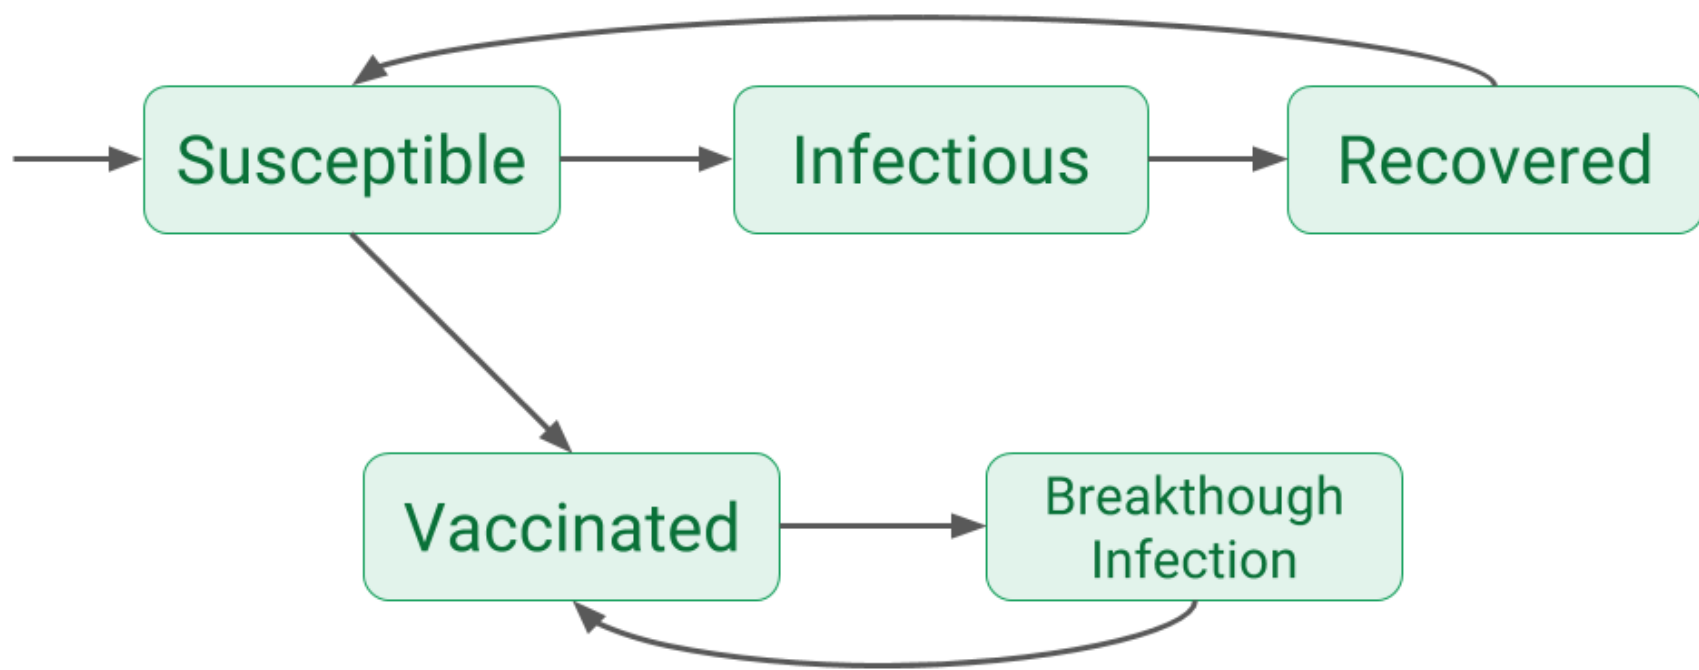 Susceptible
Infectious
Recovered
Vaccinated
Breakthough
Infection